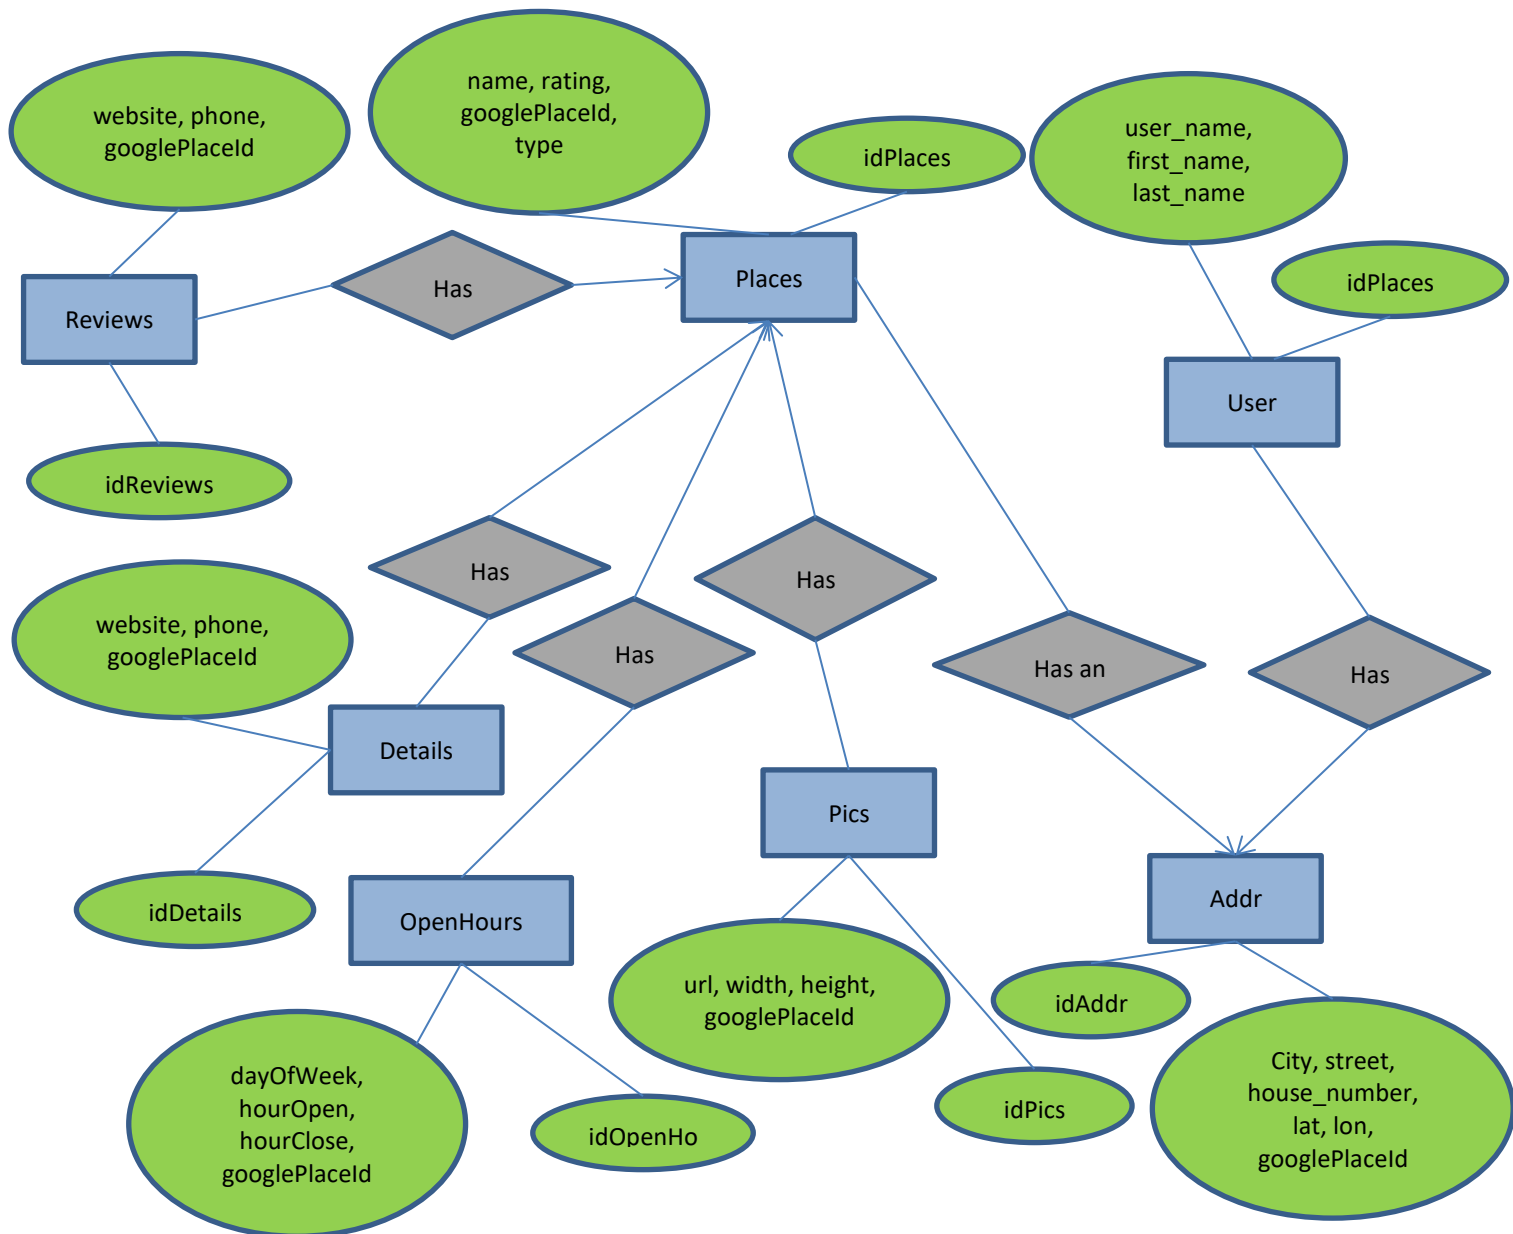 website, phone,
googlePlaceId
name, rating,
googlePlaceId,
type
idPlaces
user_name,
first_name,
last_name
idPlaces
Reviews
Has
Places
User
idReviews
Has
Has
Has
Has an
Has
website, phone,
googlePlaceId
Details
idDetails
OpenHours
Pics
Addr
url, width, height,
googlePlaceId
idAddr
City, street,
house_number,
lat, lon,
googlePlaceId
dayOfWeek,
hourOpen,
hourClose,
googlePlaceId
idOpenHo
idPics